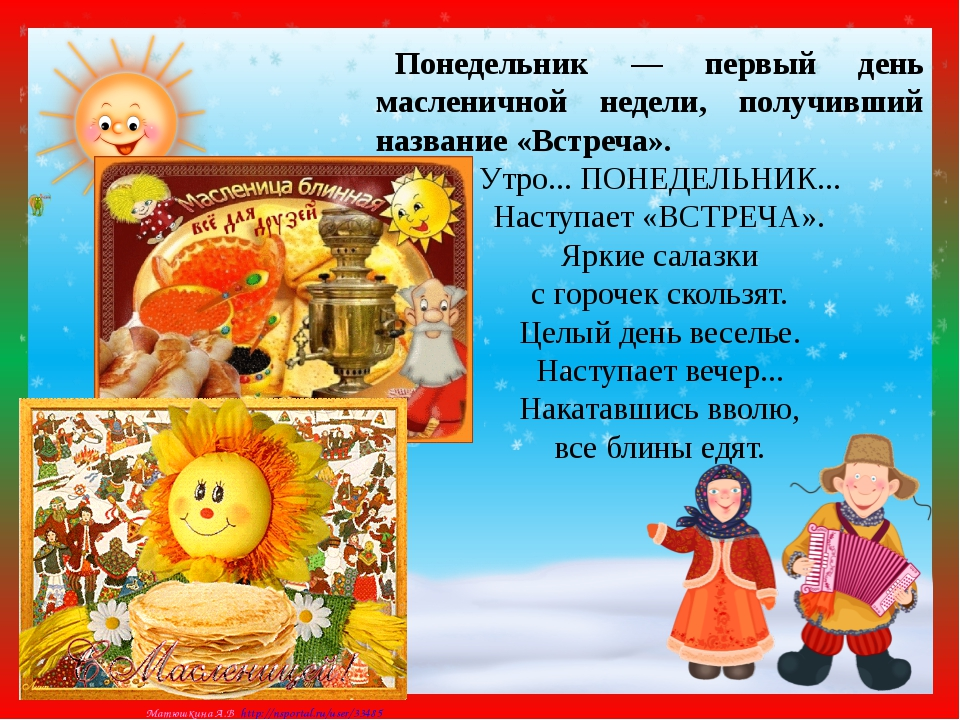 Понедельник — первый день
масленичной недели, получивший
название «Встреча».
Утро... ПОНЕДЕЛЬНИК...
Наступает «ВСТРЕЧА».
Яркие салазки
с горочек скользят.
Целый день веселье.
Наступает вечер...
Накатавшись вволю,
все блины едят.
Масленица блинная
всё для друзей
С Масленицей!
Матюшкина А.В. http://nsportal.ru/user/33485